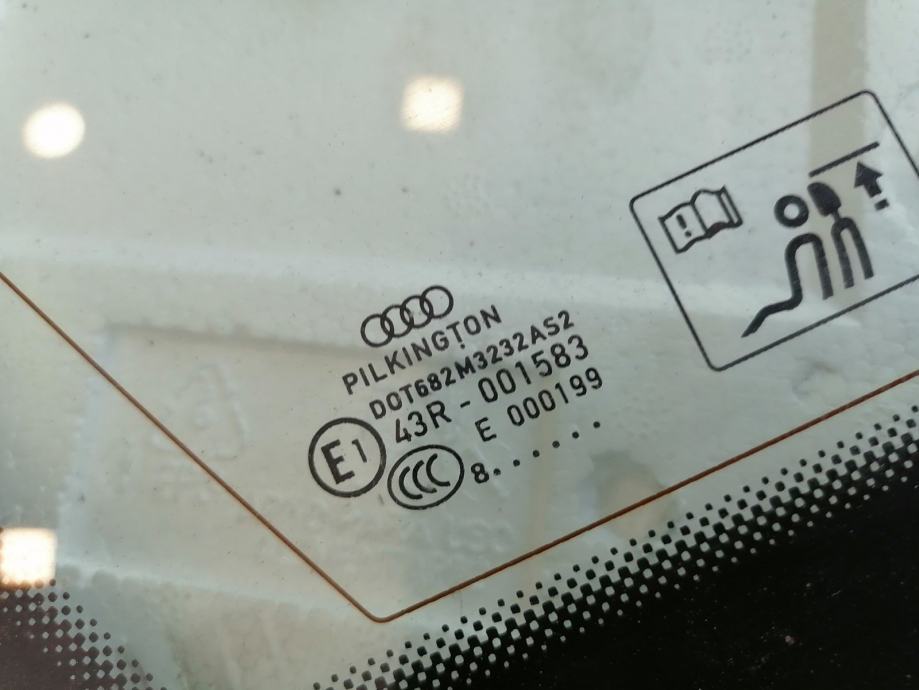 PILKINGTON
DOT682M3232AS2
43R - 001583
E1
E 000199
CCC
8. . . . . . .
!